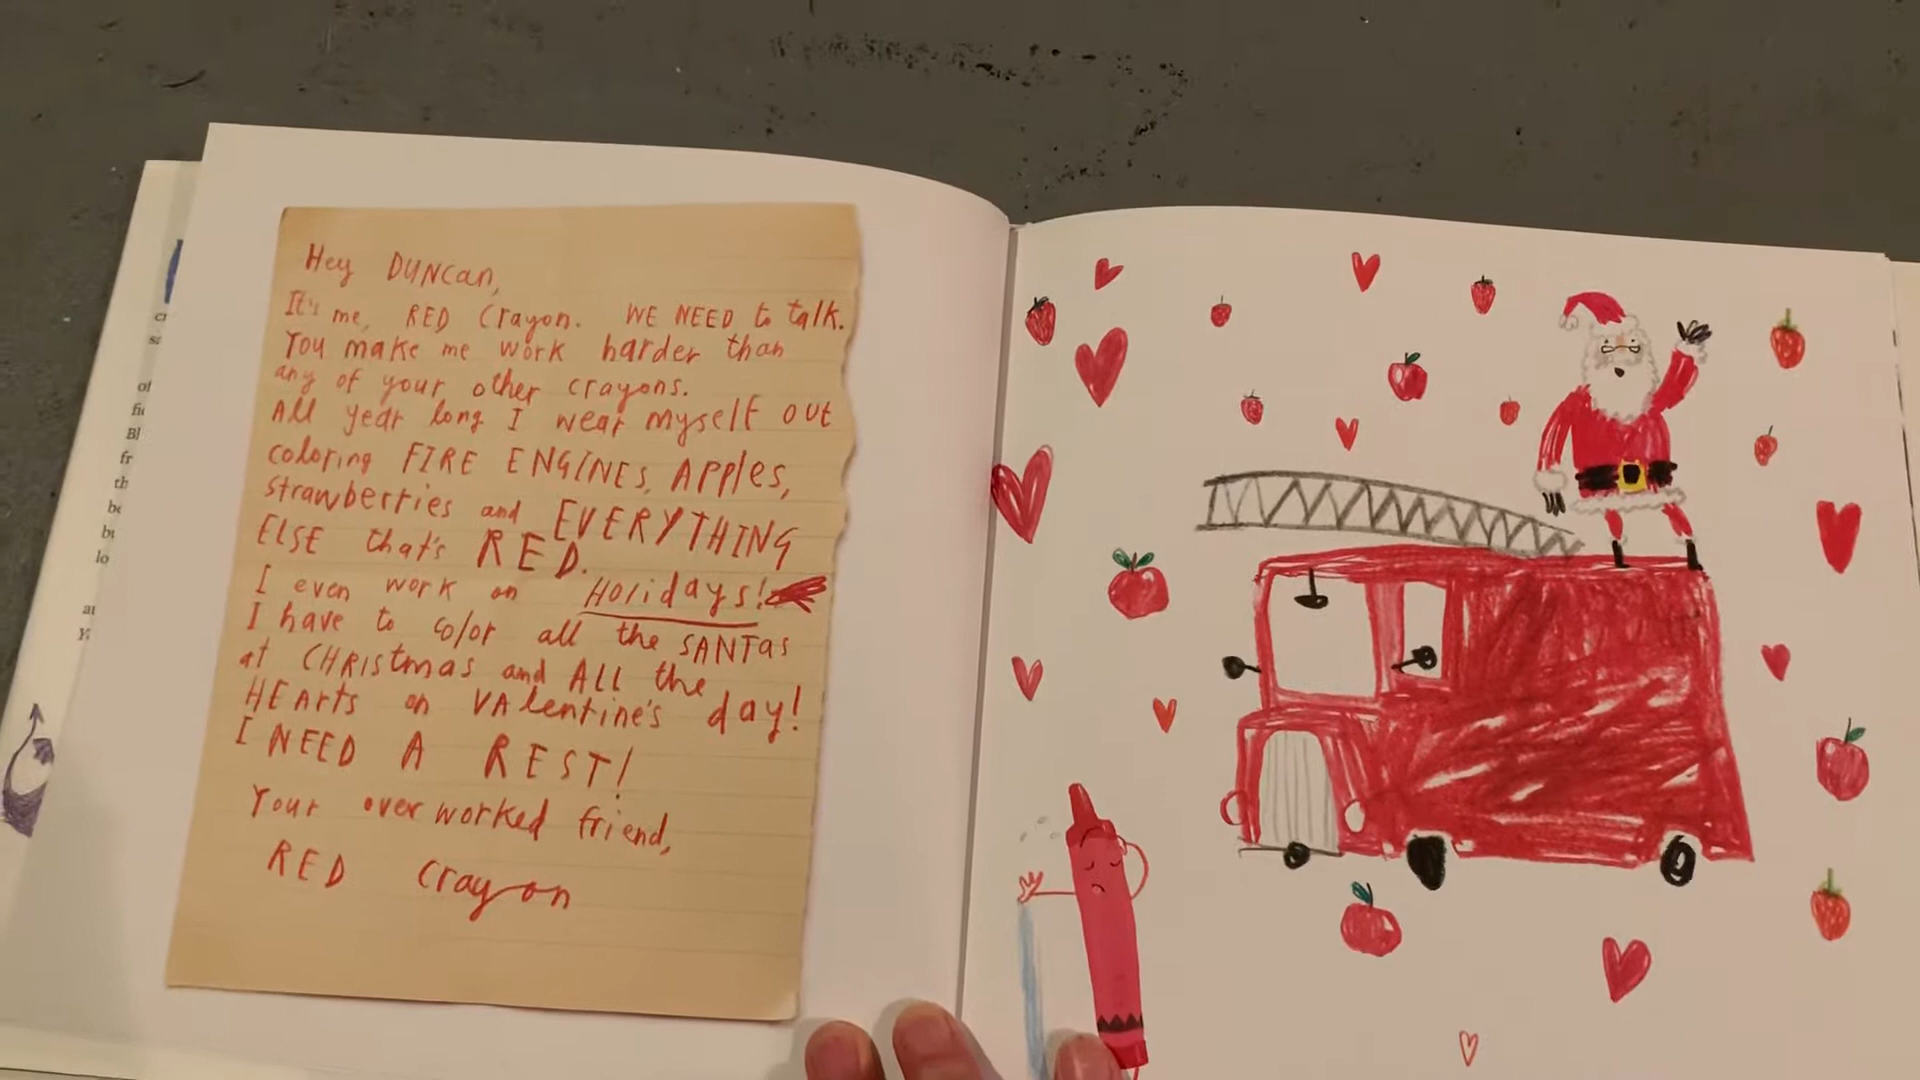 Hey DUNCan,
It's me, RED Crayon. WE NEED to talk.
You make me work harder than
any of your other crayons.
All year long I wear myself out
coloring FIRE ENGINES, Apples,
strawberries and EVERYTHING
ELSE that's RED.
I even work on Holidays!
I have to color all the SANTas
at CHRIstmas and ALL the
HEArts on VAlentine's day!
I NEED A REST!
Your overworked friend,
RED Crayon